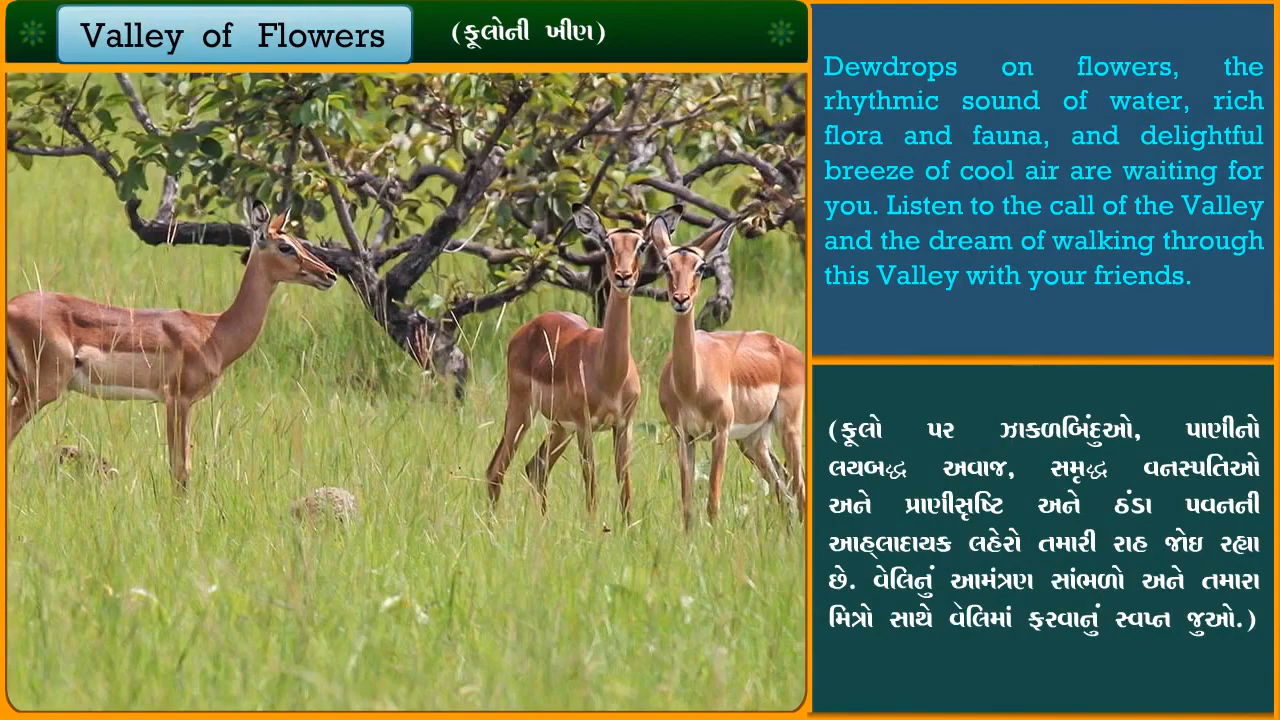 Valley of Flowers
(ફૂલોની ખીણ)
Dewdrops on flowers, the
rhythmic sound of water, rich
flora and fauna, and delightful
breeze of cool air are waiting for
you. Listen to the call of the Valley
and the dream of walking through
this Valley with your friends.
(ફૂલો પર ઝાકળબિંદુઓ, પાણીનો
લયબદ્ધ અવાજ, સમૃદ્ધ વનસ્પતિઓ
અને પ્રાણીસૃષ્ટિ અને ઠંડા પવનની
આહ્લાદાયક લહેરો તમારી રાહ જોઇ રહ્યા
છે. વેલિનું આમંત્રણ સાંભળો અને તમારા
મિત્રો સાથે વેલિમાં ફરવાનું સ્વપ્ન જુઓ.)